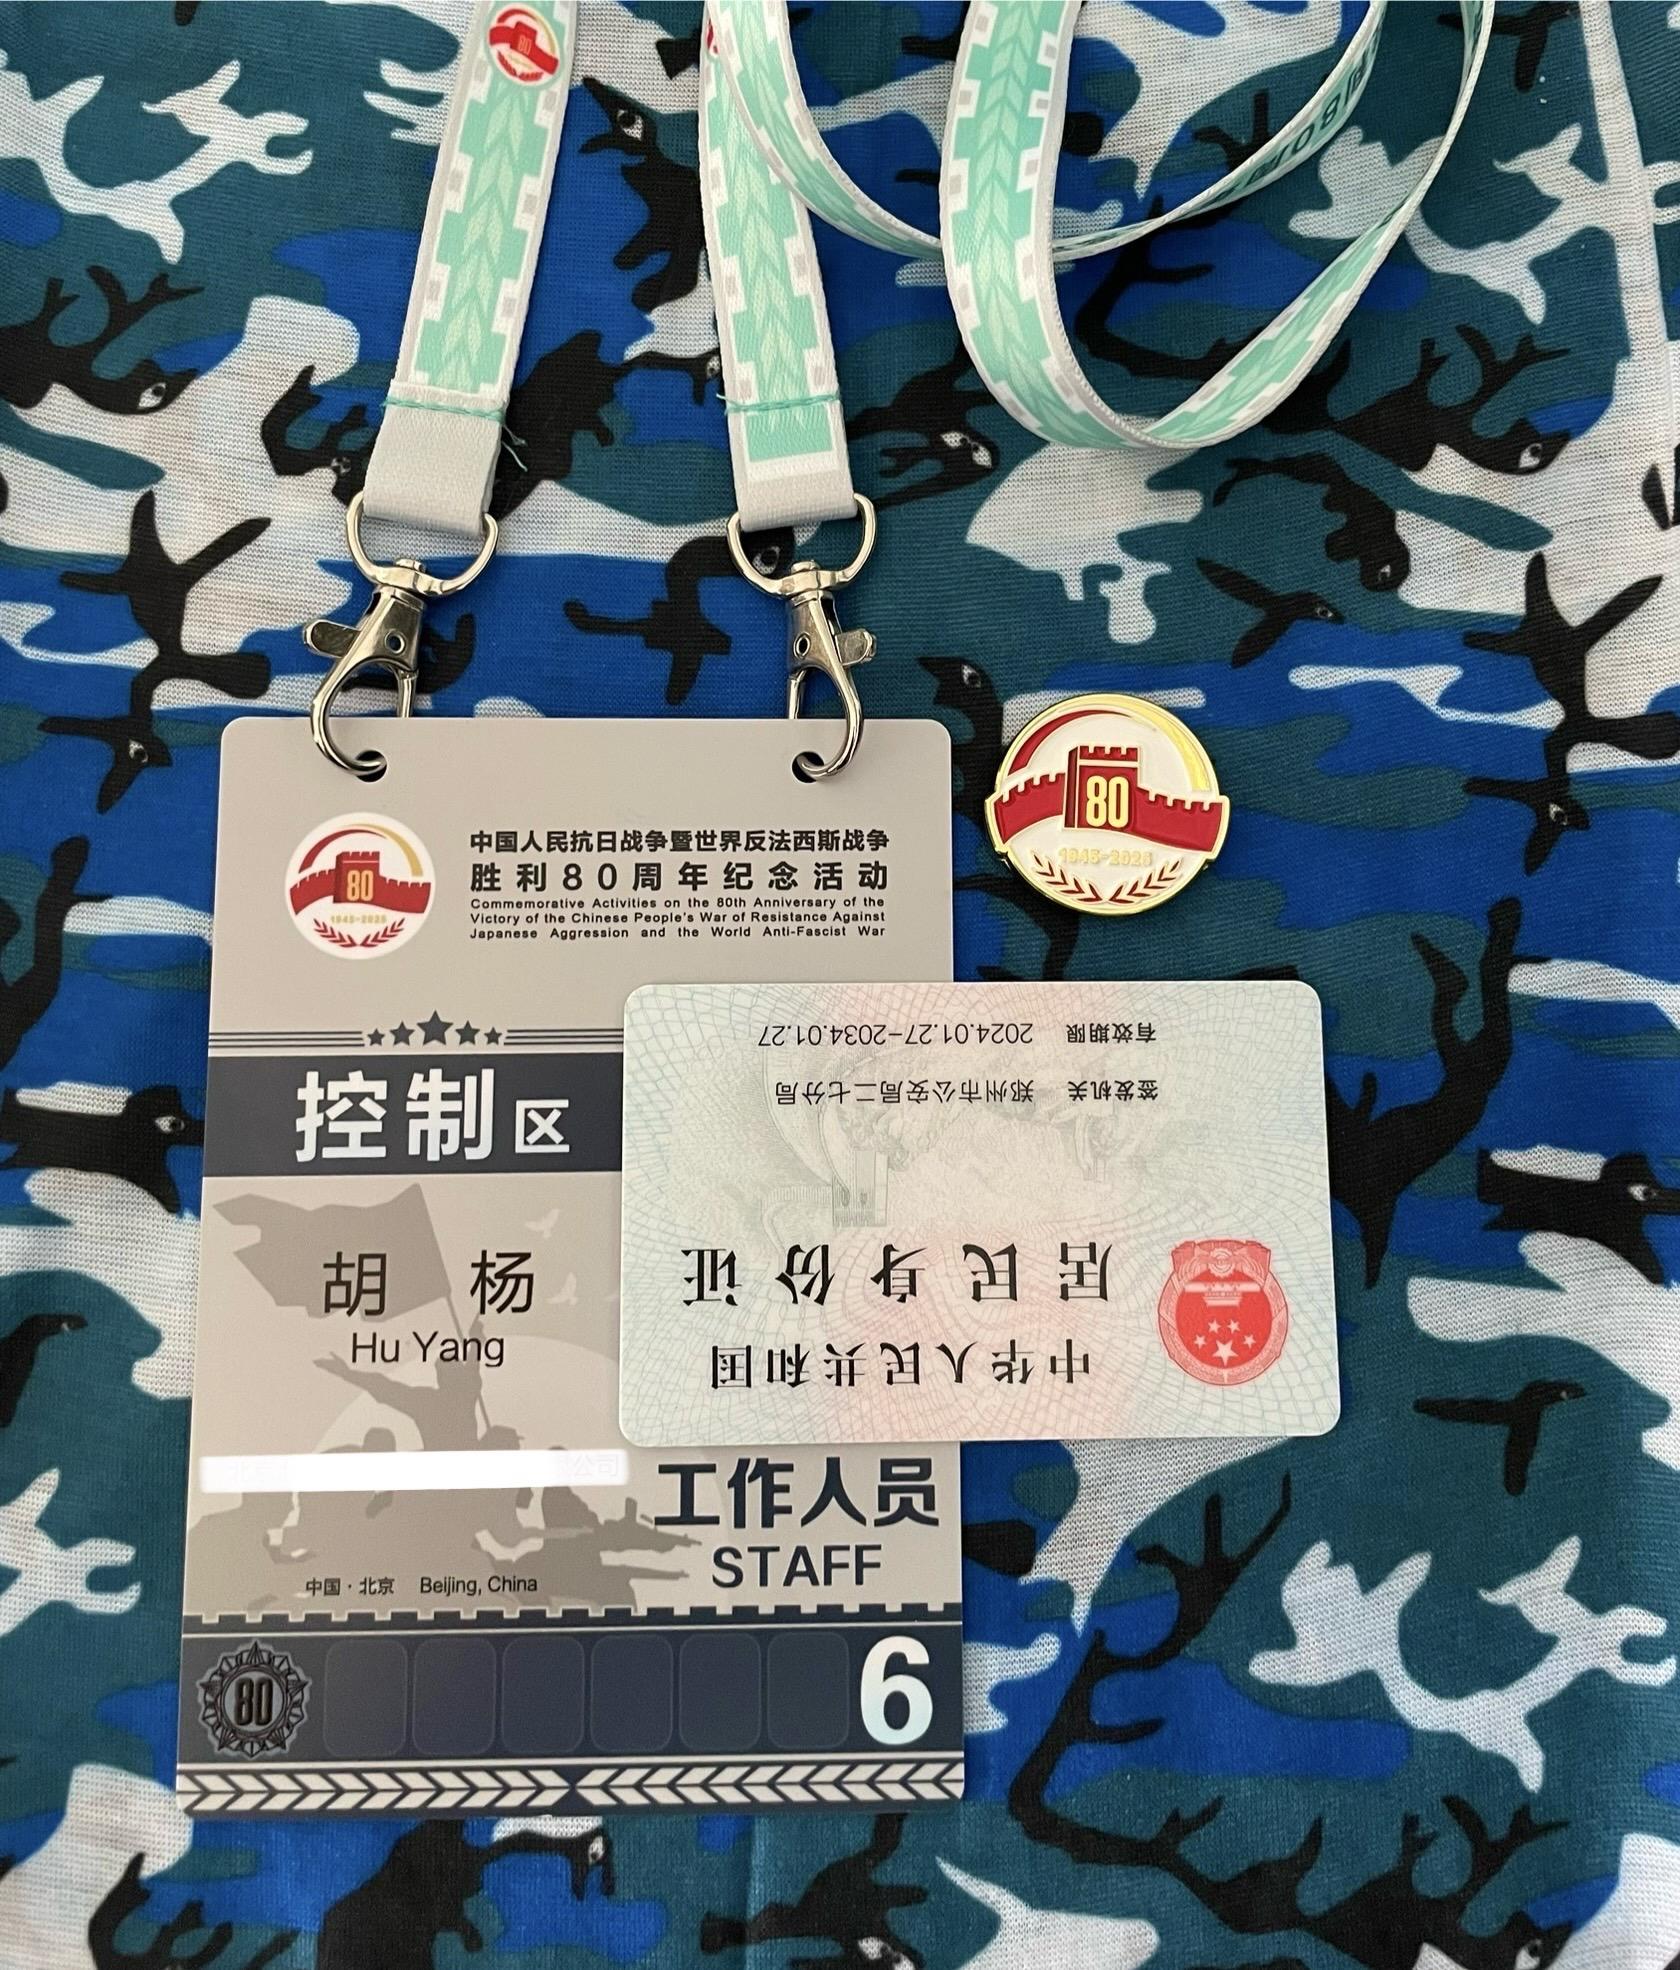 80
中国人民抗日战争暨世界反法西斯战争
胜利80周年纪念活动
Commemorative Activities on the 80th Anniversary of the
Victory of the Chinese People's War of Resistance Against
Japanese Aggression and the World Anti-Fascist War
80
1945-2025
80
1945-2025
控制区
胡 杨
Hu Yang
公司
工作人员
STAFF
中国·北京 Beijing, China
80
6
中华人民共和国
居民身份证
签发机关 郑州市公安局二七分局
有效期限 2024.01.27-2034.01.27